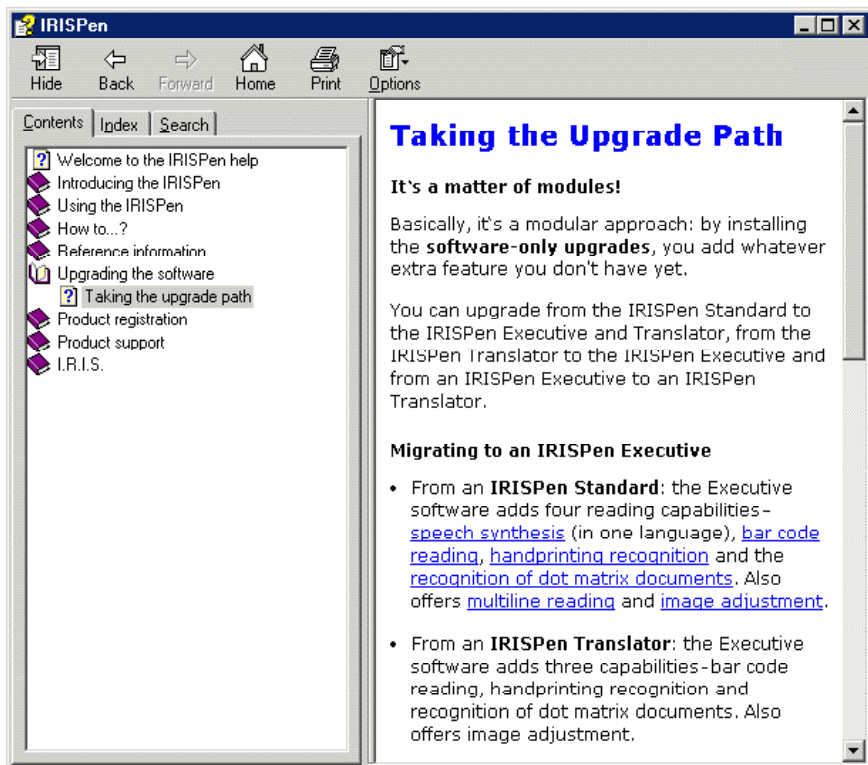 IRISPen
Hide Back Forward Home Print Options
Contents Index Search
Welcome to the IRISPen help
Introducing the IRISPen
Using the IRISPen
How to...?
Reference information
Upgrading the software
Taking the upgrade path
Product registration
Product support
I.R.I.S.
Taking the Upgrade Path
It's a matter of modules!
Basically, it's a modular approach: by installing
the software-only upgrades, you add whatever
extra feature you don't have yet.
You can upgrade from the IRISPen Standard to
the IRISPen Executive and Translator, from the
IRISPen Translator to the IRISPen Executive and
from an IRISPen Executive to an IRISPen
Translator.
Migrating to an IRISPen Executive
• From an IRISPen Standard: the Executive
software adds four reading capabilities–
speech synthesis (in one language), bar code
reading, handprinting recognition and the
recognition of dot matrix documents. Also
offers multiline reading and image adjustment.
• From an IRISPen Translator: the Executive
software adds three capabilities–bar code
reading, handprinting recognition and
recognition of dot matrix documents. Also
offers image adjustment.